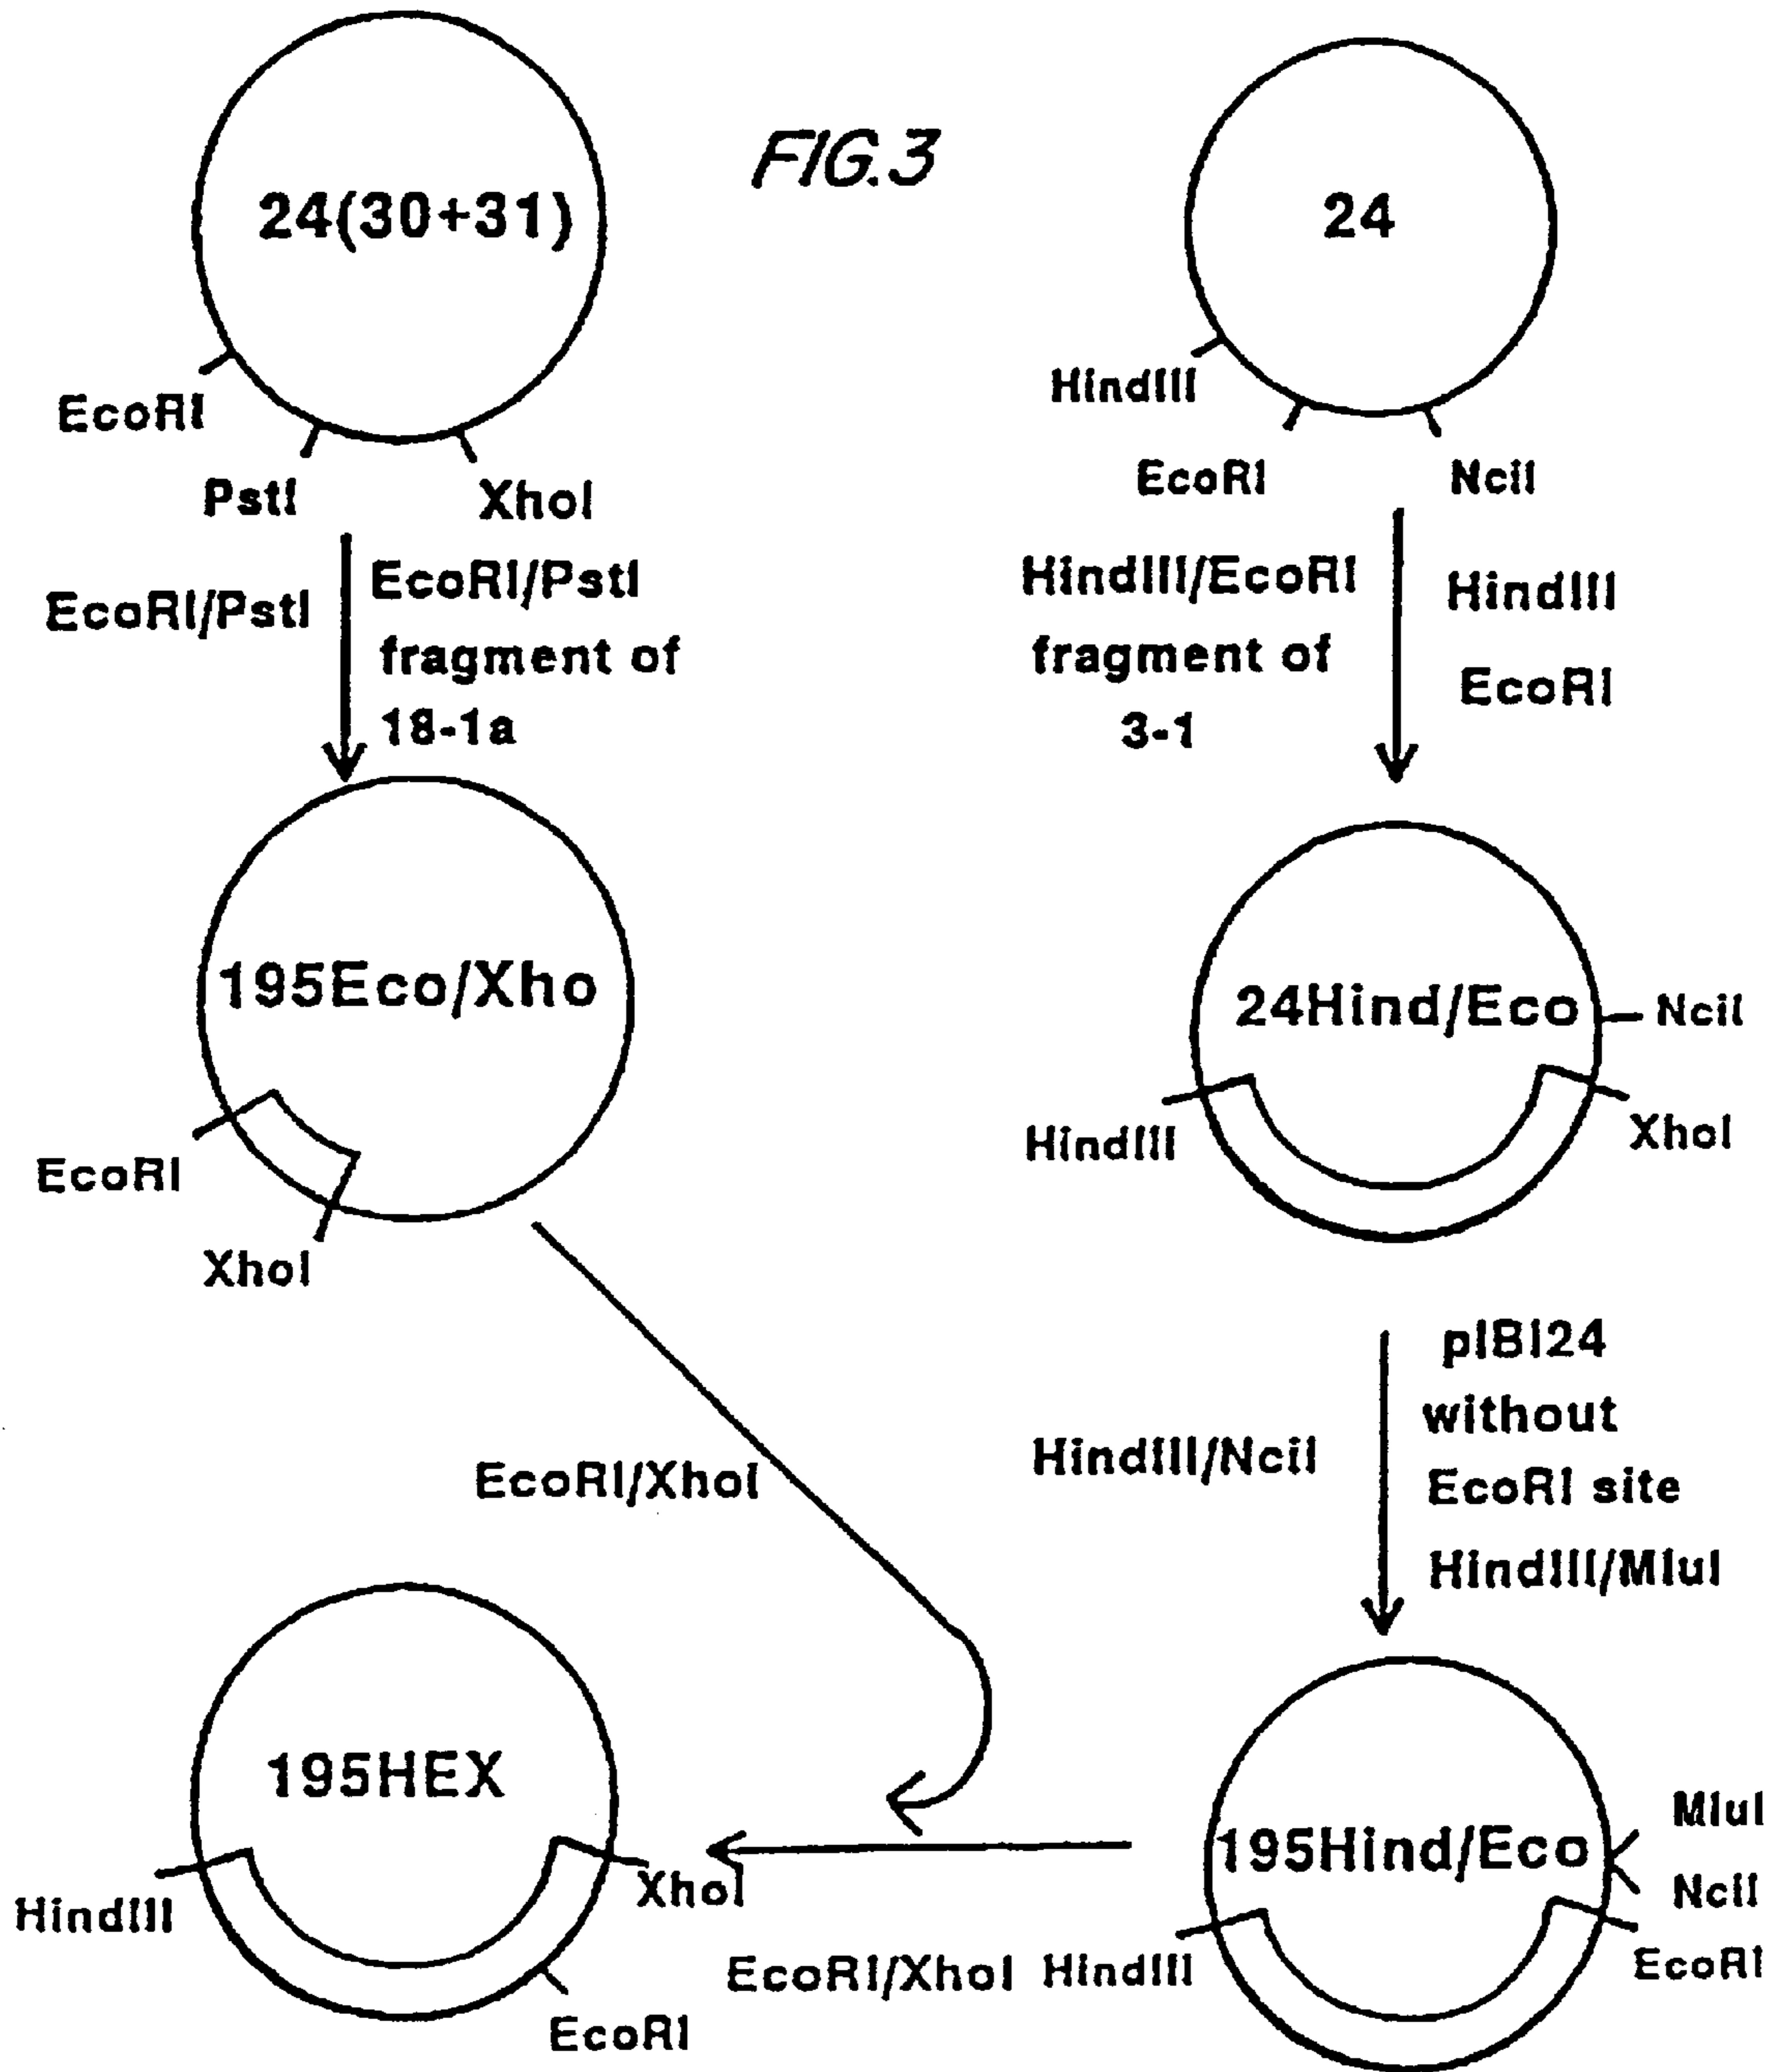 FIG.3
24(30+31)
EcoRI
PstI
XhoI
24
HindIII
EcoRI
NciI
EcoRI/PstI
EcoRI/PstI
fragment of
18-1a
HindIII/EcoRI
fragment of
3-1
HindIII
EcoRI
195Eco/Xho
EcoRI
XhoI
24Hind/Eco
NciI
HindIII
XhoI
EcoRI/XhoI
HindIII/NciI
pIBI24
without
EcoRI site
HindIII/MluI
195HEX
HindIII
XhoI
EcoRI
195Hind/Eco
MluI
NciI
EcoRI
HindIII
EcoRI/XhoI